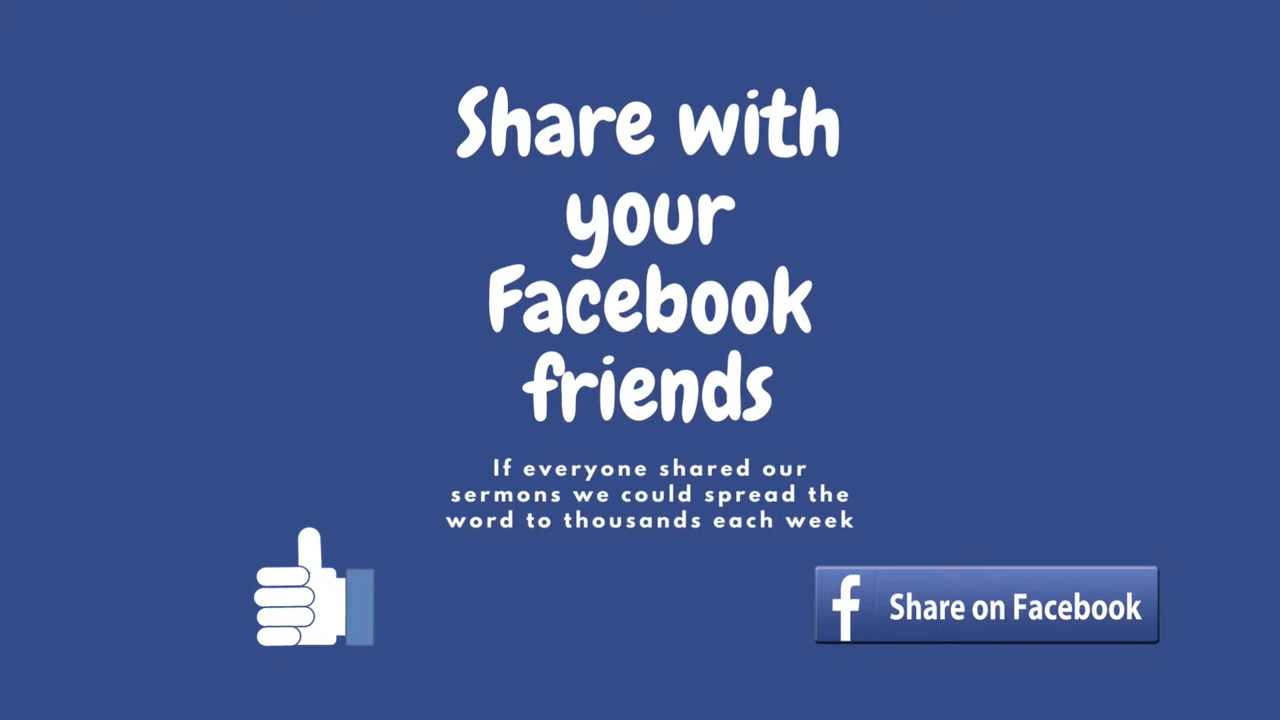 Share with
your
Facebook
friends
If everyone shared our
sermons we could spread the
word to thousands each week
f Share on Facebook